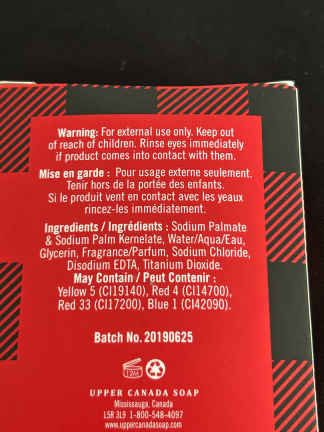 Warning: For external use only. Keep out
of reach of children. Rinse eyes immediately
if product comes into contact with them.
Mise en garde : Pour usage externe seulement.
Tenir hors de la portée des enfants.
Si le produit vent en contact avec les yeux
rincez-les immédiatement.
Ingredients / Ingrédients : Sodium Palmate
& Sodium Palm Kernelate, Water/Aqua/Eau,
Glycerin, Fragrance/Parfum, Sodium Chloride,
Disodium EDTA, Titanium Dioxide.
May Contain / Peut Contenir :
Yellow 5 (CI19140), Red 4 (CI14700),
Red 33 (CI17200), Blue 1 (CI42090).
Batch No. 20190625
UPPER CANADA SOAP
Mississauga, Canada
L5R 3L9 1-800-548-4097
www.uppercanadasoap.com